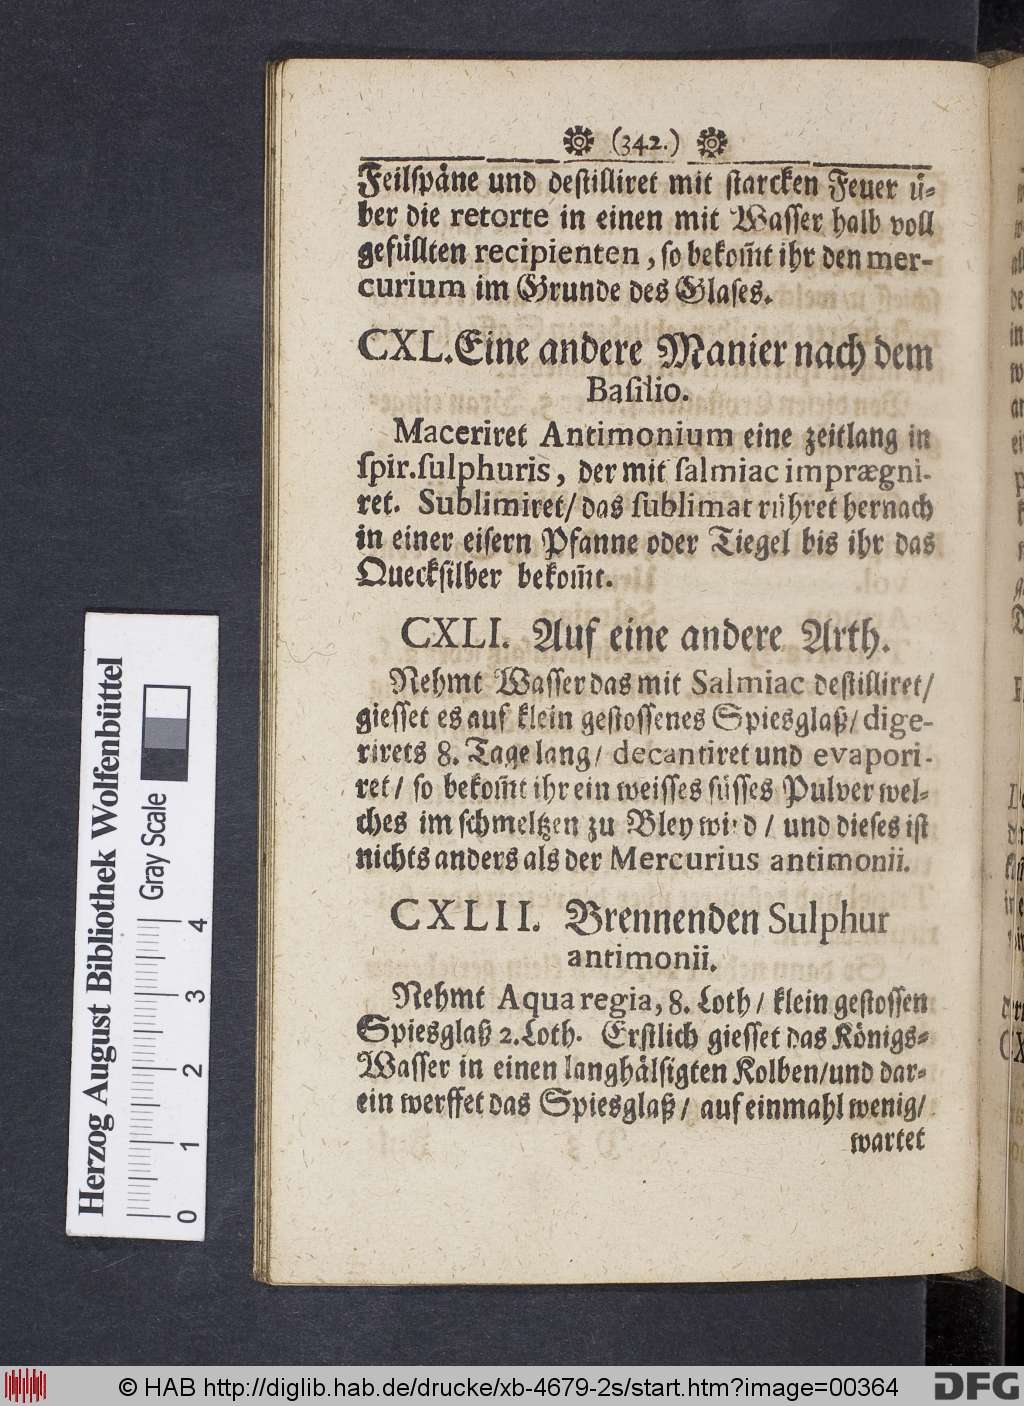 (342.)
Feilſpäne und deſtilliret mit ſtarcken Feuer ü-
ber die retorte in einen mit Waſſer halb voll
gefüllten recipienten, ſo bekom̃t ihr den mer-
curium im Grunde des Glaſes.
CXL. Eine andere Manier nach dem
Baſilio.
Maceriret Antimonium eine zeitlang in
ſpir. ſulphuris, der mit ſalmiac imprægni-
ret. Sublimiret / das ſublimat rühret hernach
in einer eiſern Pfanne oder Tiegel bis ihr das
Queckſilber bekom̃t.
CXLI. Auf eine andere Arth.
Nehmt Waſſer das mit Salmiac deſtilliret /
gieſſet es auf klein geſtoſſenes Spiesglaß / dige-
rirets 8. Tage lang / decantiret und evapori-
ret / ſo bekom̃t ihr ein weiſſes ſüſſes Pulver wel-
ches im ſchmeltzen zu Bley wird / und dieſes iſt
nichts anders als der Mercurius antimonii.
CXLII. Brennenden Sulphur
antimonii.
Nehmt Aqua regia, 8. Loth / klein geſtoſſen
Spiesglaß 2. Loth. Erſtlich gieſſet das Königs-
Waſſer in einen langhälſigten Kolben / und dar-
ein werffet das Spiesglaß / auf einmahl wenig /
wartet
Herzog August Bibliothek Wolfenbüttel
Gray Scale
0 1 2 3 4
© HAB http://diglib.hab.de/drucke/xb-4679-2s/start.htm?image=00364
DFG